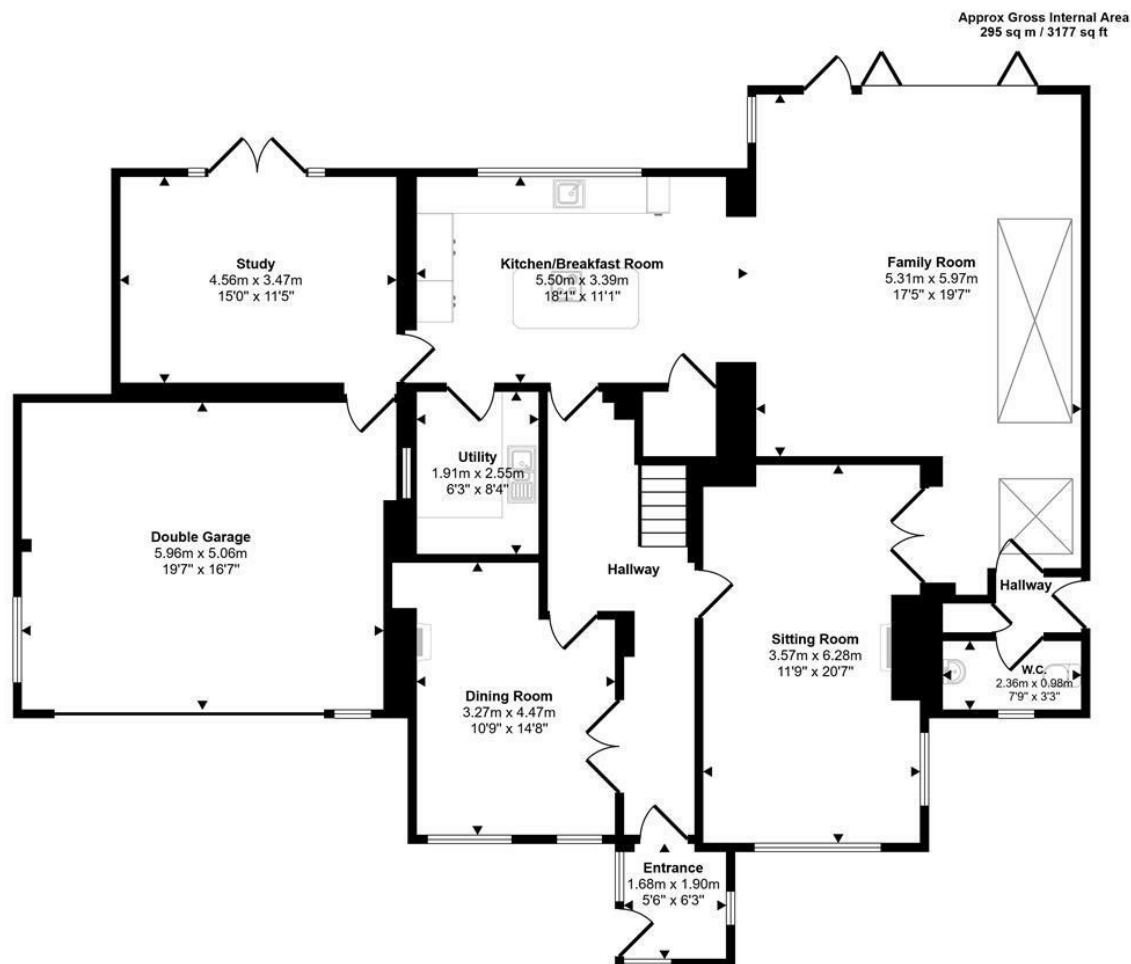 Approx Gross Internal Area
295 sq m / 3177 sq ft
Study
4.56m x 3.47m
15'0" x 11'5"
Kitchen/Breakfast Room
5.50m x 3.39m
18'1" x 11'1"
Family Room
5.31m x 5.97m
17'5" x 19'7"
Utility
1.91m x 2.55m
6'3" x 8'4"
Double Garage
5.96m x 5.06m
19'7" x 16'7"
Hallway
Hallway
Sitting Room
3.57m x 6.28m
11'9" x 20'7"
W.C.
2.36m x 0.98m
7'9" x 3'3"
Dining Room
3.27m x 4.47m
10'9" x 14'8"
Entrance
1.68m x 1.90m
5'6" x 6'3"